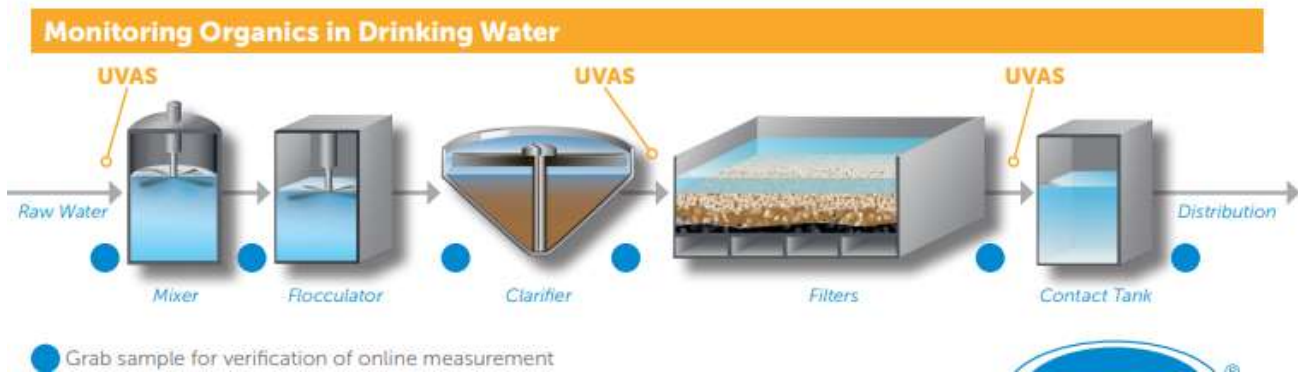 Monitoring Organics in Drinking Water
UVAS UVAS UVAS
Raw Water
Distribution
Mixer Flocculator Clarifier Filters Contact Tank
Grab sample for verification of online measurement
®